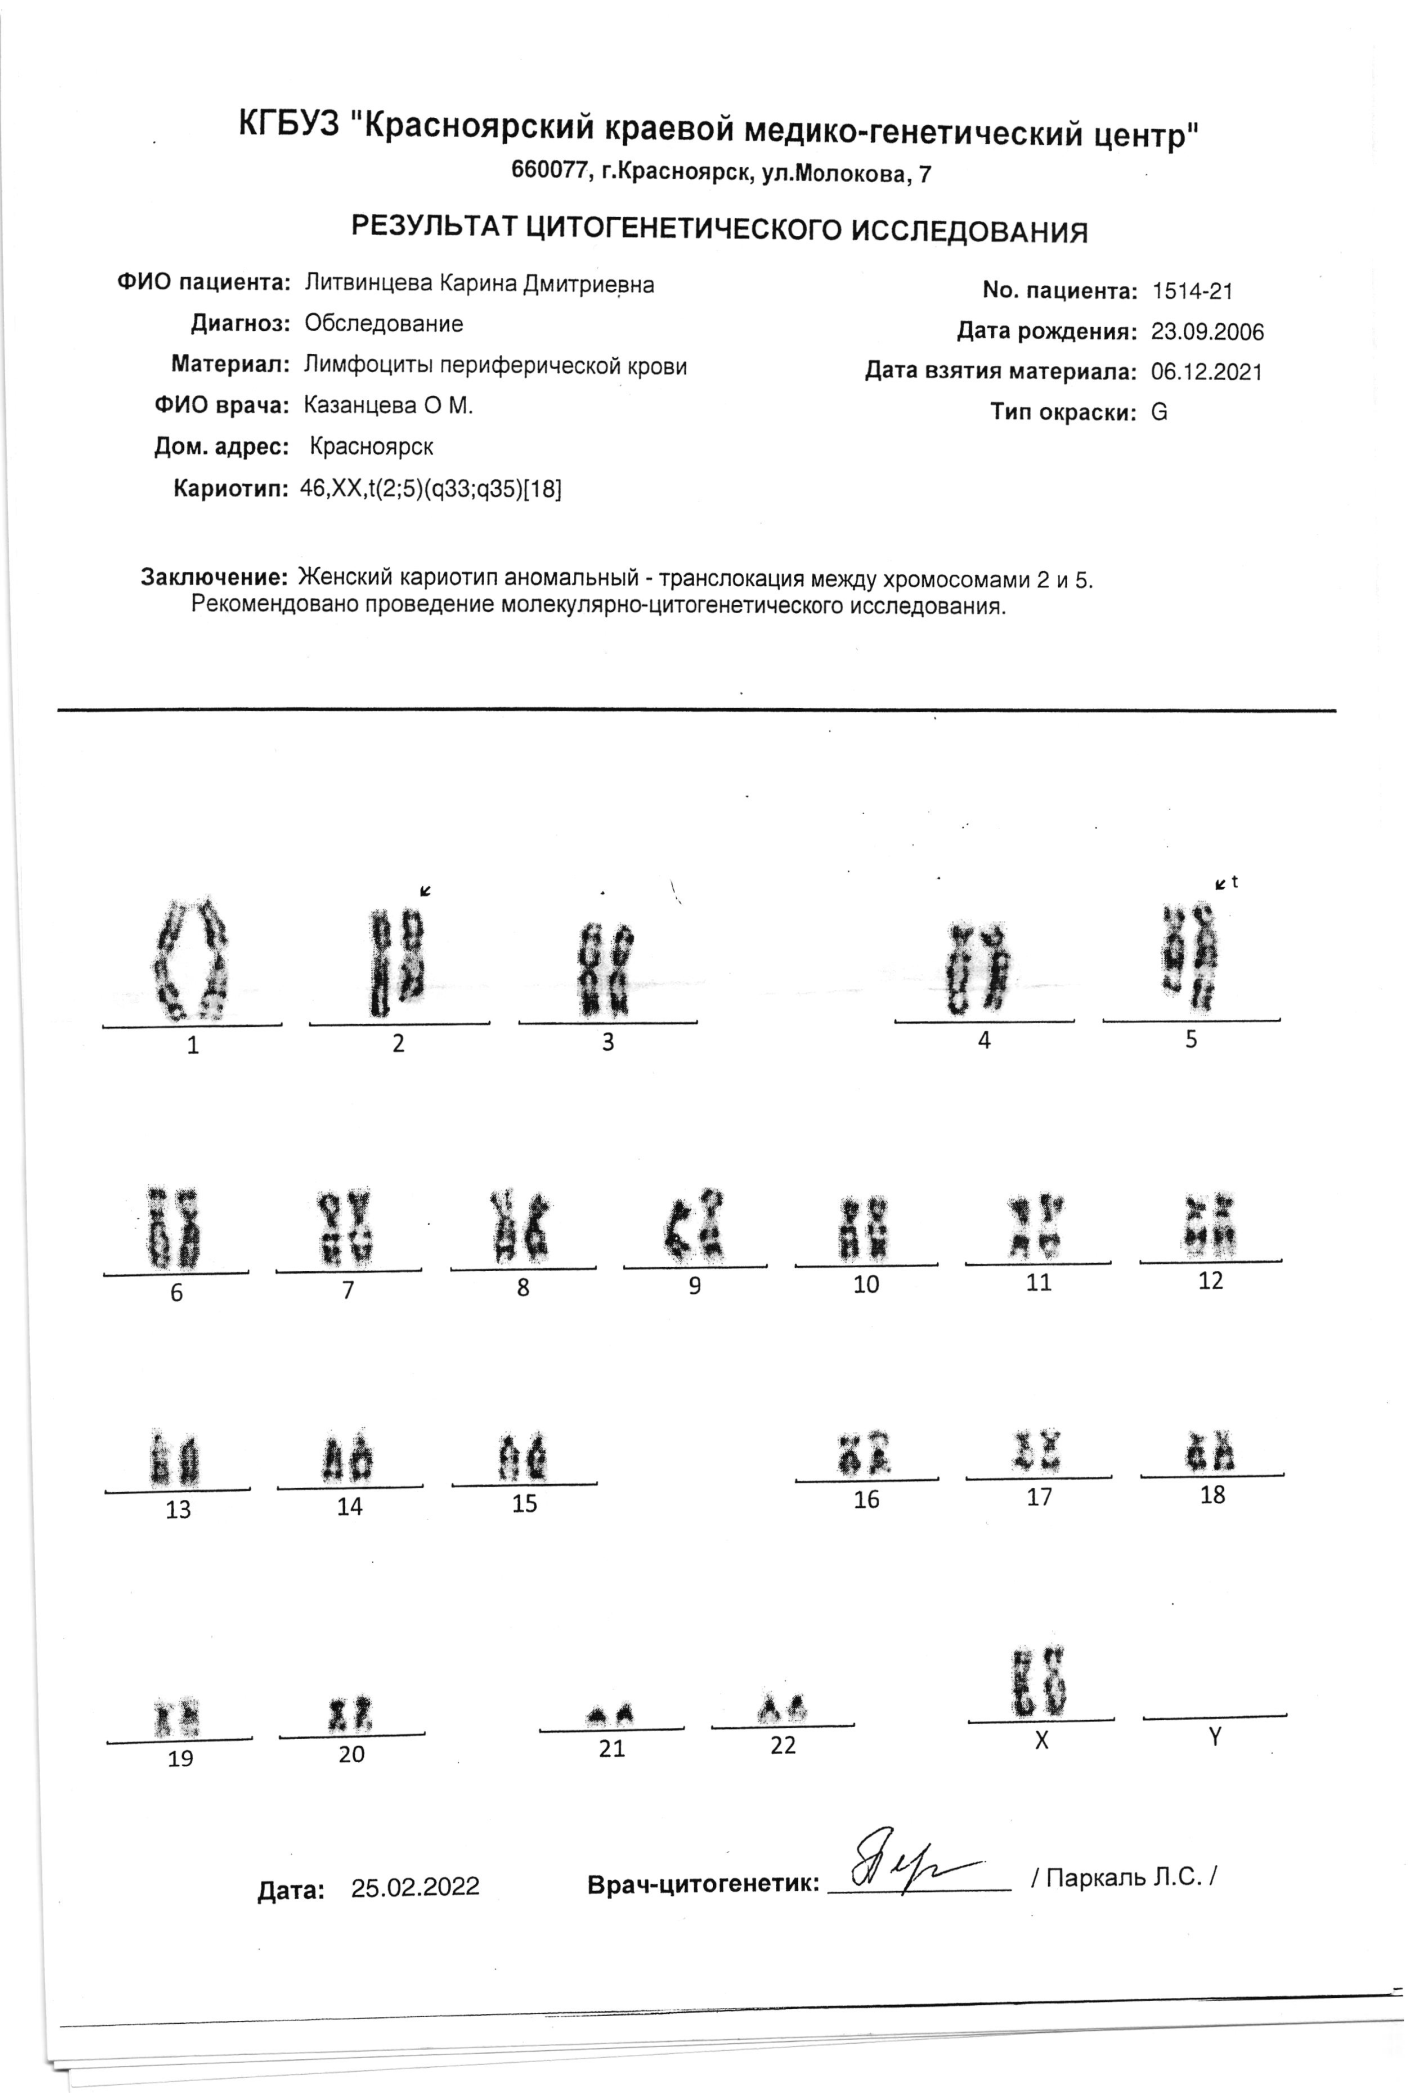 КГБУЗ "Красноярский краевой медико-генетический центр"
660077, г.Красноярск, ул.Молокова, 7
РЕЗУЛЬТАТ ЦИТОГЕНЕТИЧЕСКОГО ИССЛЕДОВАНИЯ
ФИО пациента: Литвинцева Карина Дмитриевна
No. пациента: 1514-21
Диагноз: Обследование
Дата рождения: 23.09.2006
Материал: Лимфоциты периферической крови
Дата взятия материала: 06.12.2021
ФИО врача: Казанцева О М.
Тип окраски: G
Дом. адрес: Красноярск
Кариотип: 46,XX,t(2;5)(q33;q35)[18]
Заключение: Женский кариотип аномальный - транслокация между хромосомами 2 и 5.
Рекомендовано проведение молекулярно-цитогенетического исследования.
t
1 2 3 4 5
6 7 8 9 10 11 12
13 14 15 16 17 18
19 20 21 22 X Y
Дата: 25.02.2022 Врач-цитогенетик: / Паркаль Л.С. /